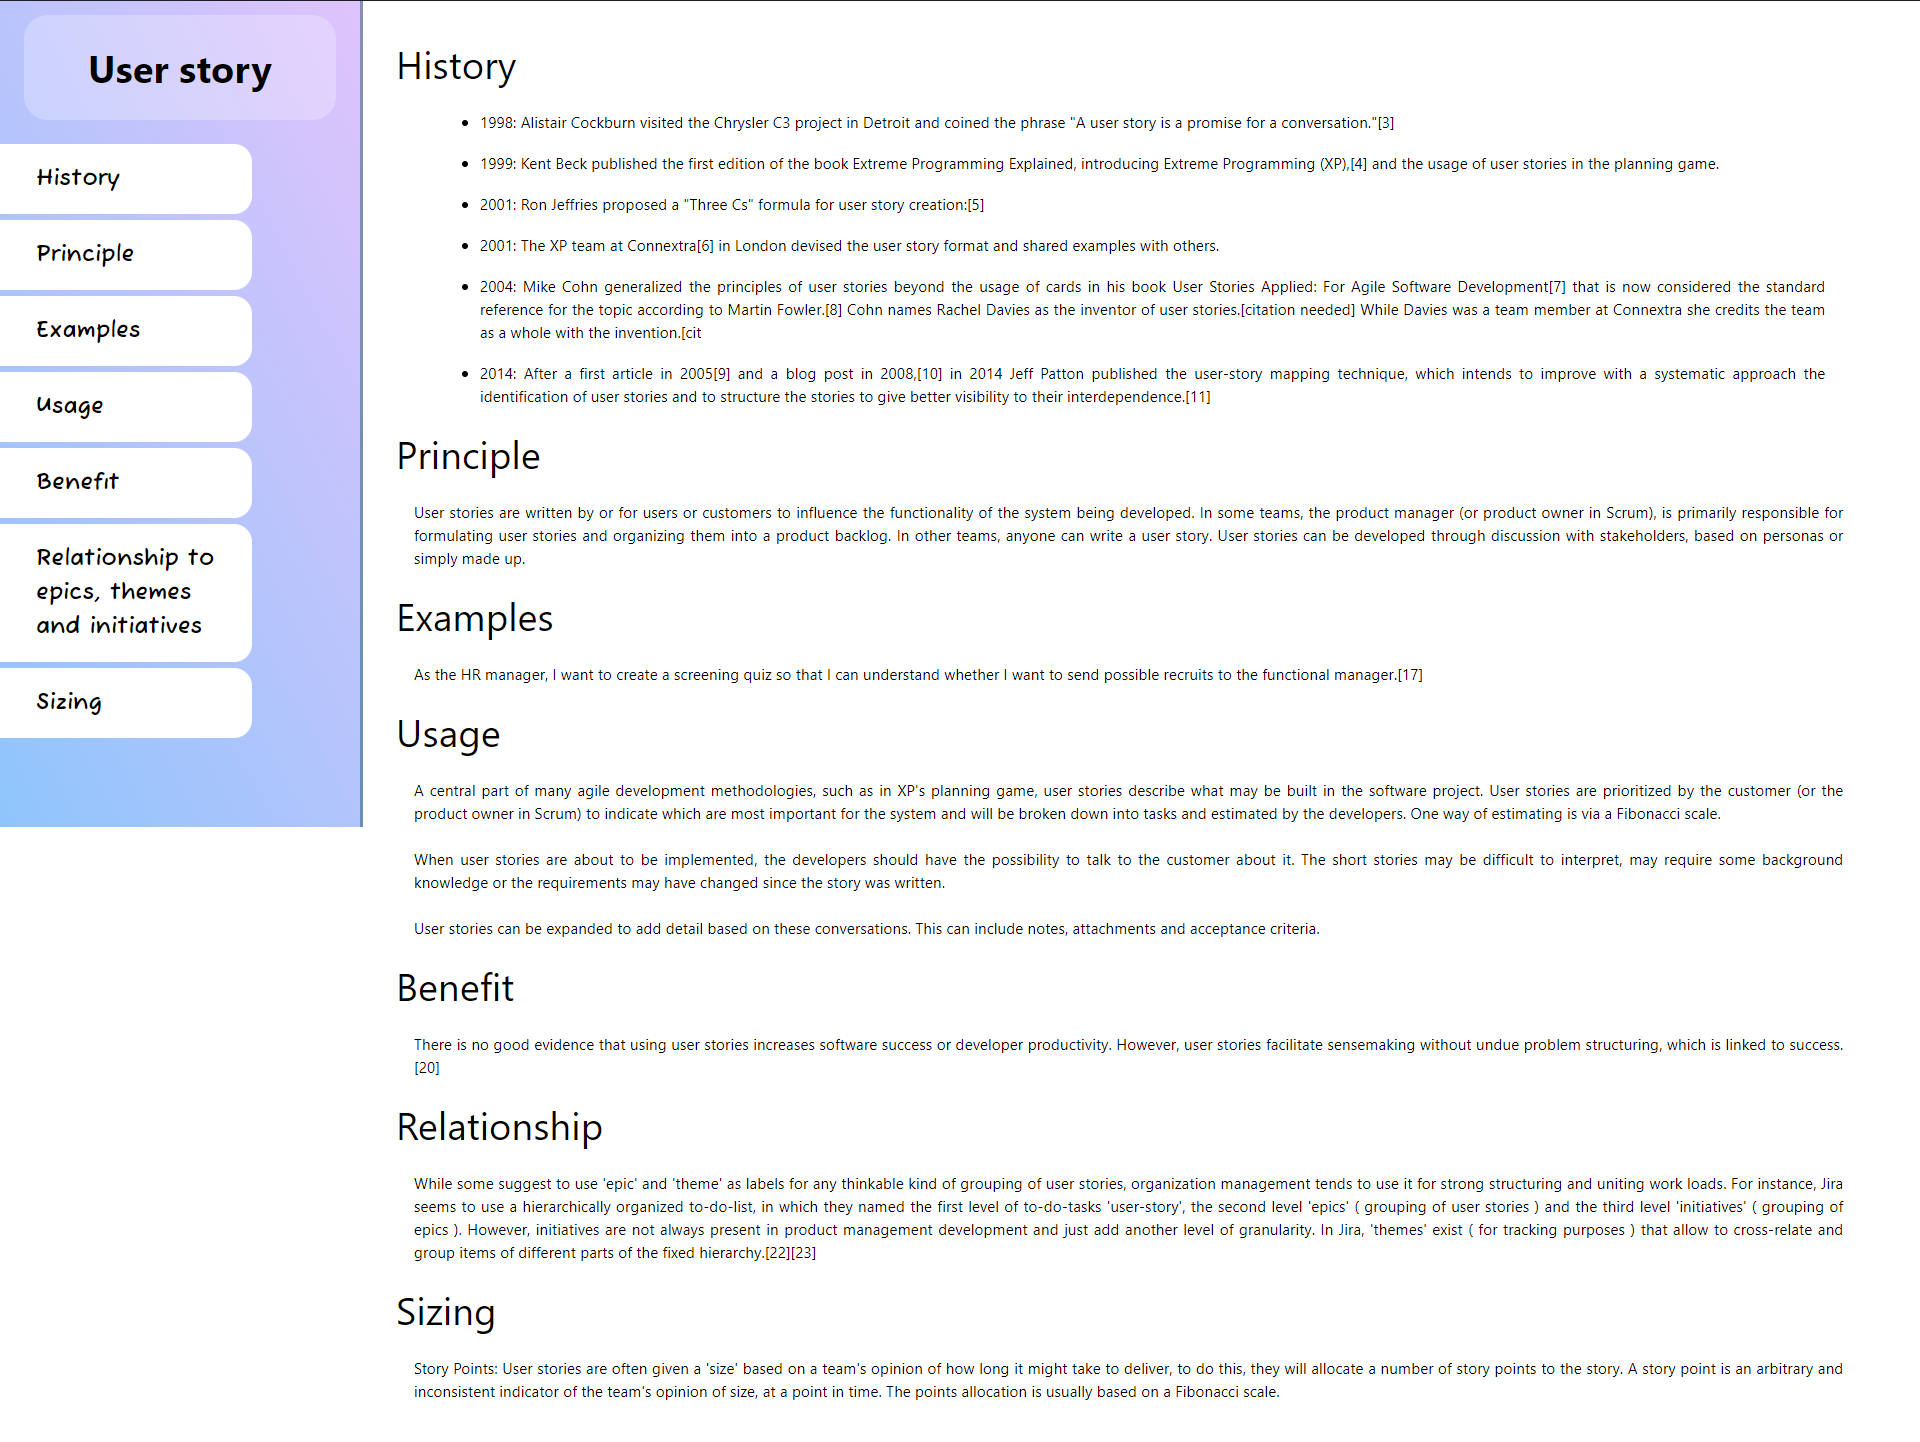 User story
History
Principle
Examples
Usage
Benefit
Relationship to
epics, themes
and initiatives
Sizing
History
1998: Alistair Cockburn visited the Chrysler C3 project in Detroit and coined the phrase "A user story is a promise for a conversation."[3]
1999: Kent Beck published the first edition of the book Extreme Programming Explained, introducing Extreme Programming (XP),[4] and the usage of user stories in the planning game.
2001: Ron Jeffries proposed a "Three Cs" formula for user story creation:[5]
2001: The XP team at Connextra[6] in London devised the user story format and shared examples with others.
2004: Mike Cohn generalized the principles of user stories beyond the usage of cards in his book User Stories Applied: For Agile Software Development[7] that is now considered the standard
reference for the topic according to Martin Fowler.[8] Cohn names Rachel Davies as the inventor of user stories.[citation needed] While Davies was a team member at Connextra she credits the team
as a whole with the invention.[cit
2014: After a first article in 2005[9] and a blog post in 2008,[10] in 2014 Jeff Patton published the user-story mapping technique, which intends to improve with a systematic approach the
identification of user stories and to structure the stories to give better visibility to their interdependence.[11]
Principle
User stories are written by or for users or customers to influence the functionality of the system being developed. In some teams, the product manager (or product owner in Scrum), is primarily responsible for
formulating user stories and organizing them into a product backlog. In other teams, anyone can write a user story. User stories can be developed through discussion with stakeholders, based on personas or
simply made up.
Examples
As the HR manager, I want to create a screening quiz so that I can understand whether I want to send possible recruits to the functional manager.[17]
Usage
A central part of many agile development methodologies, such as in XP's planning game, user stories describe what may be built in the software project. User stories are prioritized by the customer (or the
product owner in Scrum) to indicate which are most important for the system and will be broken down into tasks and estimated by the developers. One way of estimating is via a Fibonacci scale.
When user stories are about to be implemented, the developers should have the possibility to talk to the customer about it. The short stories may be difficult to interpret, may require some background
knowledge or the requirements may have changed since the story was written.
User stories can be expanded to add detail based on these conversations. This can include notes, attachments and acceptance criteria.
Benefit
There is no good evidence that using user stories increases software success or developer productivity. However, user stories facilitate sensemaking without undue problem structuring, which is linked to success.
[20]
Relationship
While some suggest to use 'epic' and 'theme' as labels for any thinkable kind of grouping of user stories, organization management tends to use it for strong structuring and uniting work loads. For instance, Jira
seems to use a hierarchically organized to-do-list, in which they named the first level of to-do-tasks 'user-story', the second level 'epics' ( grouping of user stories ) and the third level 'initiatives' ( grouping of
epics ). However, initiatives are not always present in product management development and just add another level of granularity. In Jira, 'themes' exist ( for tracking purposes ) that allow to cross-relate and
group items of different parts of the fixed hierarchy.[22][23]
Sizing
Story Points: User stories are often given a 'size' based on a team's opinion of how long it might take to deliver, to do this, they will allocate a number of story points to the story. A story point is an arbitrary and
inconsistent indicator of the team's opinion of size, at a point in time. The points allocation is usually based on a Fibonacci scale.